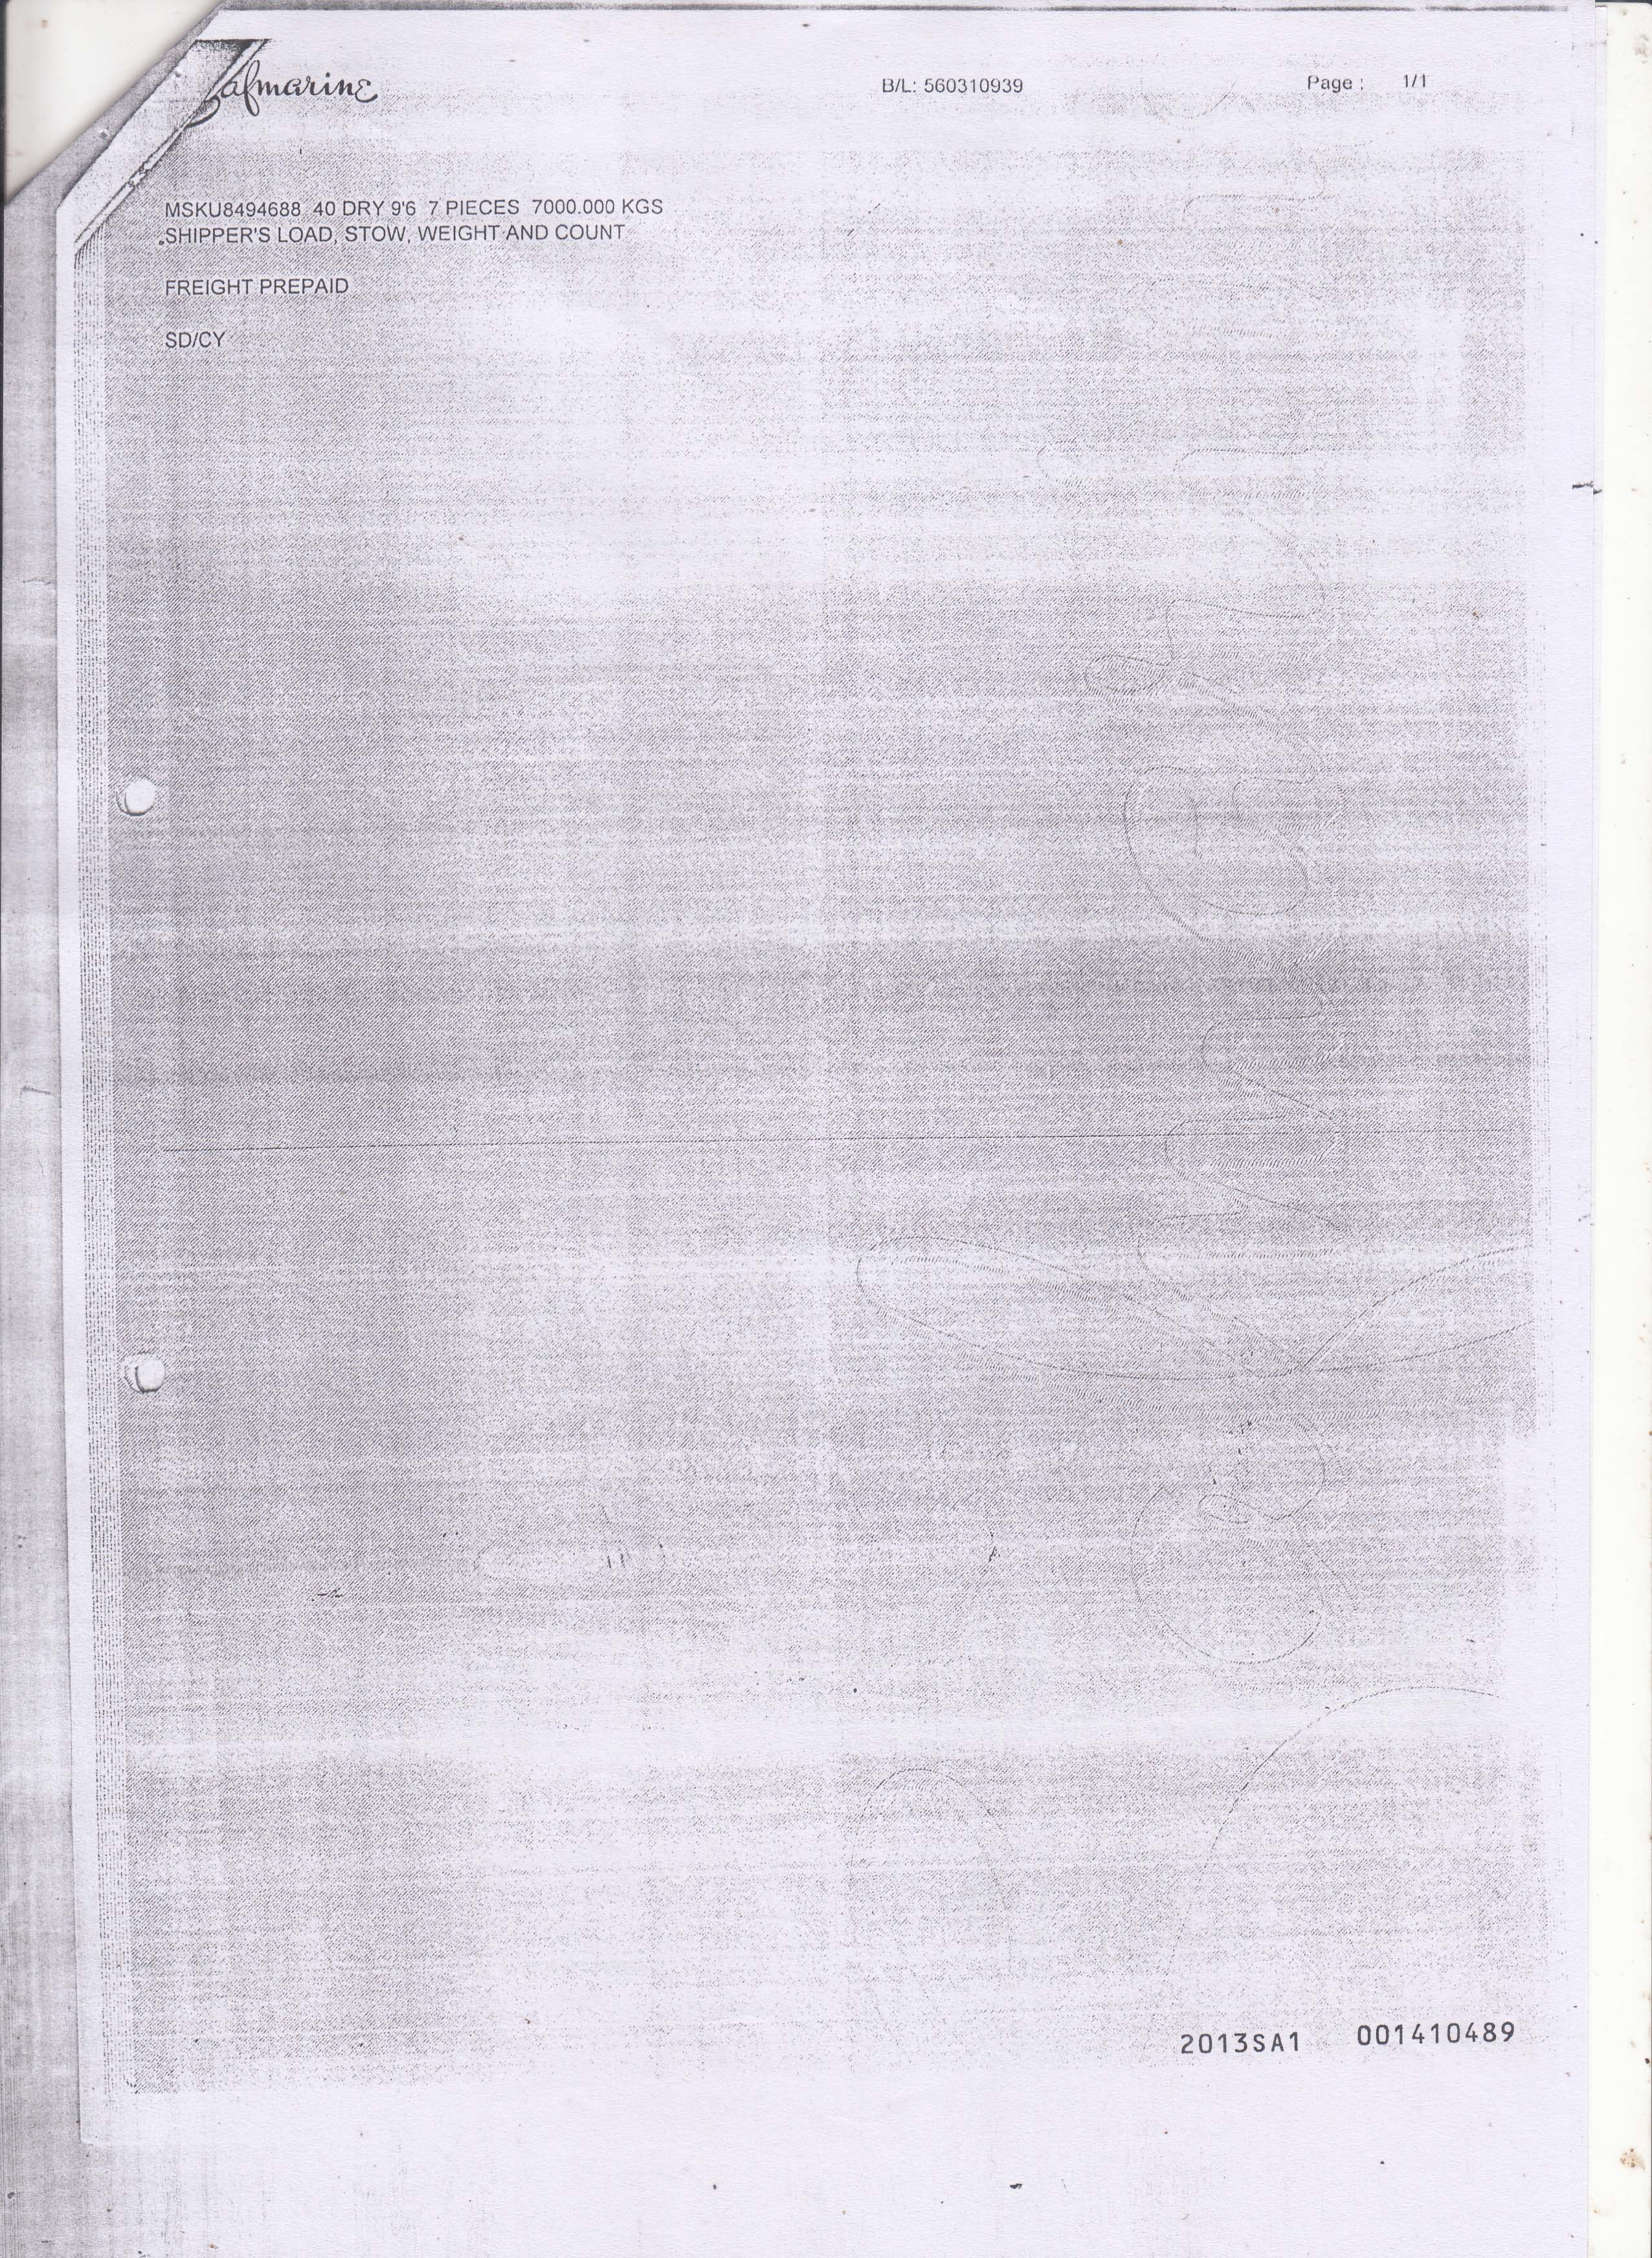 Safmarine
B/L: 560310939
Page : 1/1
MSKU8494688 40 DRY 9'6 7 PIECES 7000.000 KGS
SHIPPER'S LOAD, STOW, WEIGHT AND COUNT
FREIGHT PREPAID
SD/CY
2013SA1 001410489